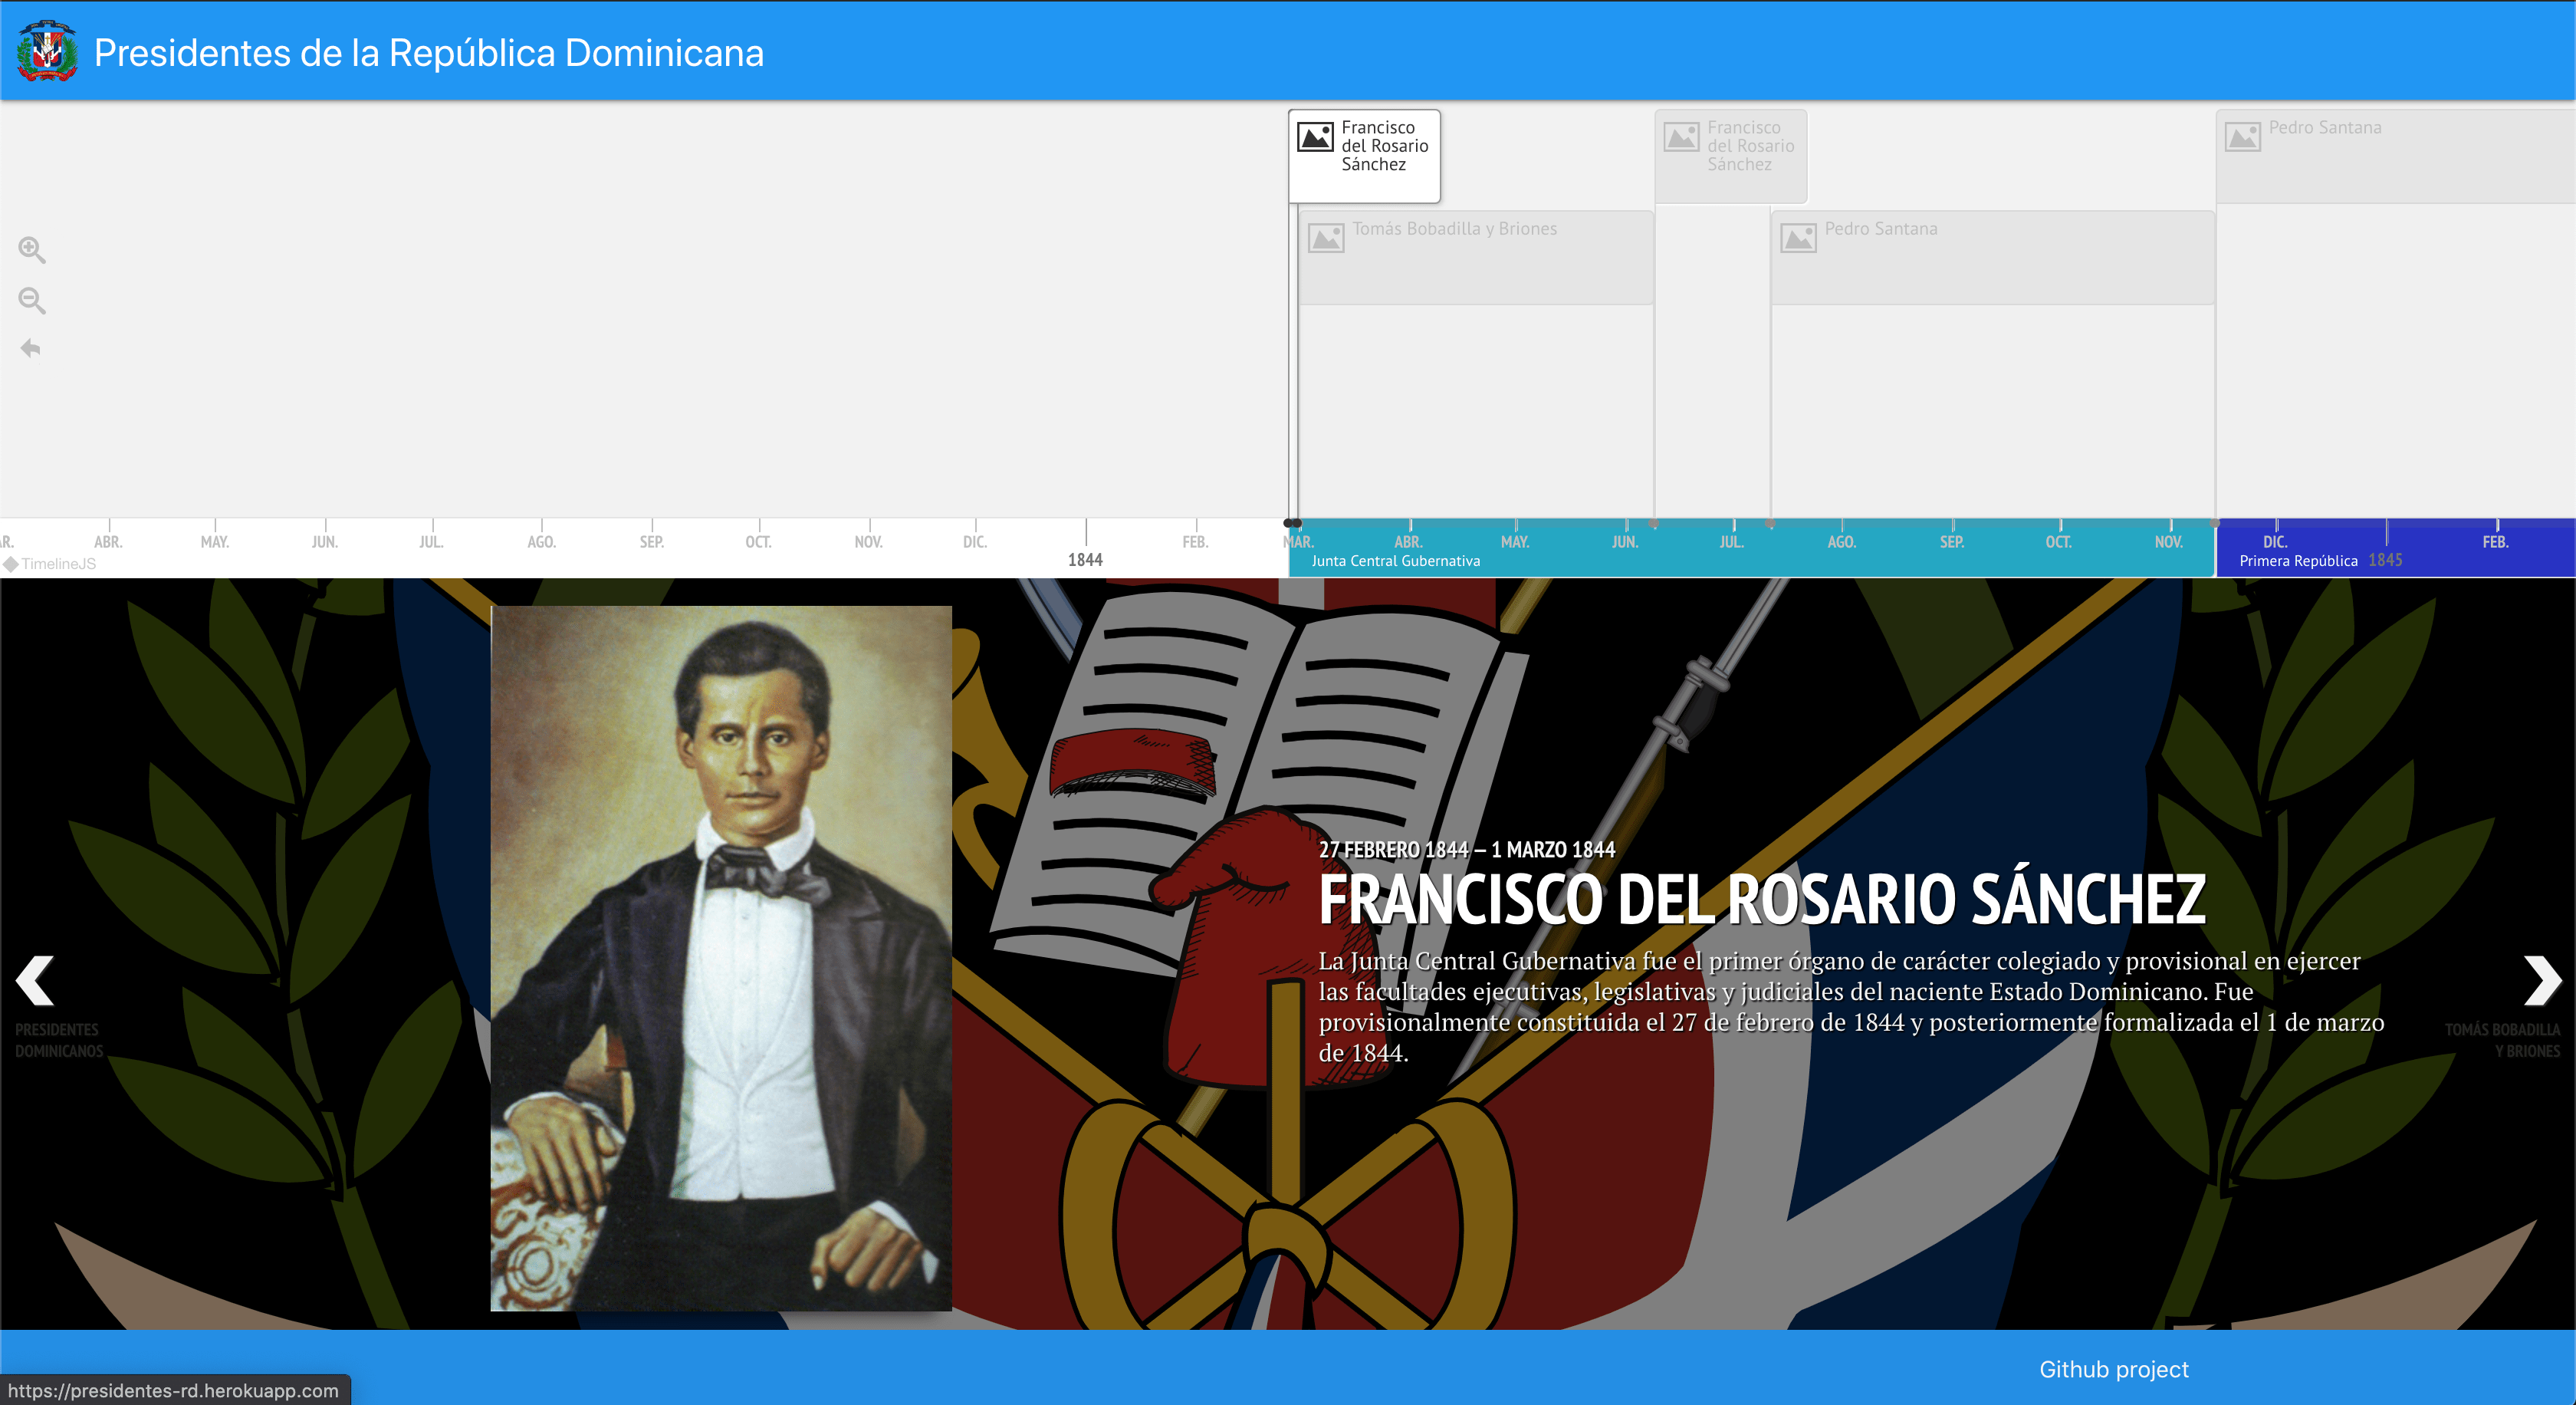 Presidentes de la República Dominicana
Francisco
del Rosario
Sánchez
Francisco
del Rosario
Sánchez
Pedro Santana
Tomás Bobadilla y Briones
Pedro Santana
ABR.
MAY.
JUN.
JUL.
AGO.
SEP.
OCT.
NOV.
DIC.
1844
FEB.
MAR.
ABR.
MAY.
JUN.
JUL.
AGO.
SEP.
OCT.
NOV.
DIC.
1845
FEB.
TimelineJS
Junta Central Gubernativa
Primera República
27 FEBRERO 1844 – 1 MARZO 1844
FRANCISCO DEL ROSARIO SÁNCHEZ
La Junta Central Gubernativa fue el primer órgano de carácter colegiado y provisional en ejercer
las facultades ejecutivas, legislativas y judiciales del naciente Estado Dominicano. Fue
provisionalmente constituida el 27 de febrero de 1844 y posteriormente formalizada el 1 de marzo
de 1844.
PRESIDENTES
DOMINICANOS
TOMÁS BOBADILLA
Y BRIONES
Github project
https://presidentes-rd.herokuapp.com